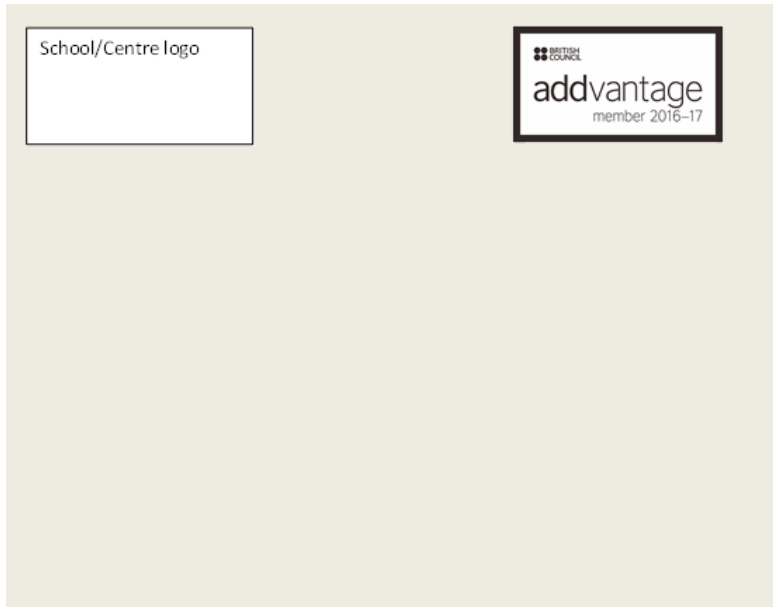 School/Centre logo
BRITISH
COUNCIL
addvantage
member 2016–17